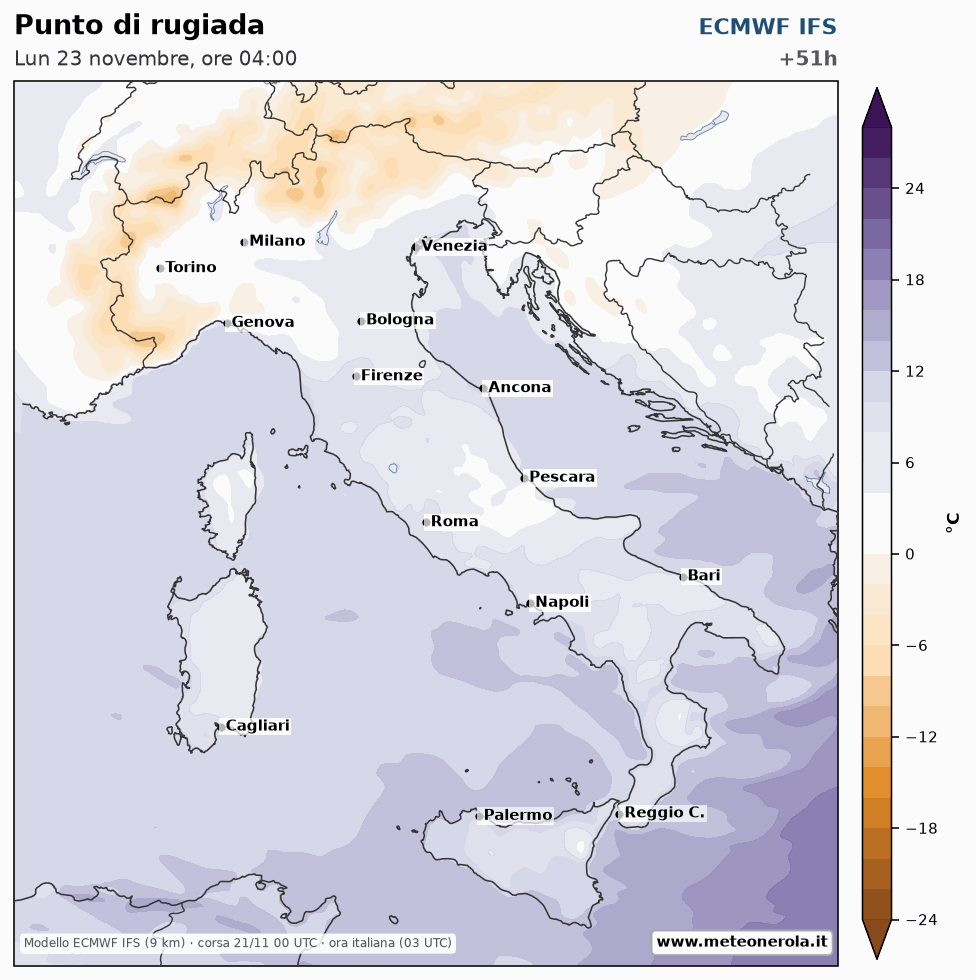 Punto di rugiada
ECMWF IFS
Lun 23 novembre, ore 04:00
+51h
Milano
Venezia
Torino
Genova
Bologna
Firenze
Ancona
Pescara
Roma
Bari
Napoli
Cagliari
Palermo
Reggio C.
24
18
12
6
0
−6
−12
−18
−24
°C
Modello ECMWF IFS (9 km) · corsa 21/11 00 UTC · ora italiana (03 UTC)
www.meteonerola.it